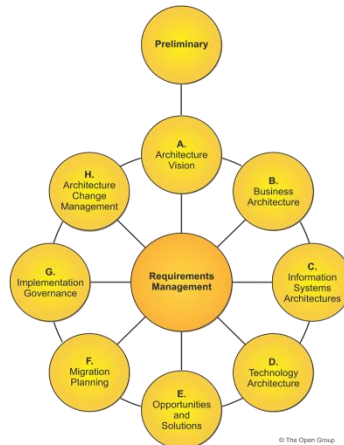 Preliminary
A.
Architecture
Vision
H.
Architecture
Change
Management
B.
Business
Architecture
G.
Implementation
Governance
Requirements
Management
C.
Information
Systems
Architectures
F.
Migration
Planning
D.
Technology
Architecture
E.
Opportunities
and
Solutions
© The Open Group